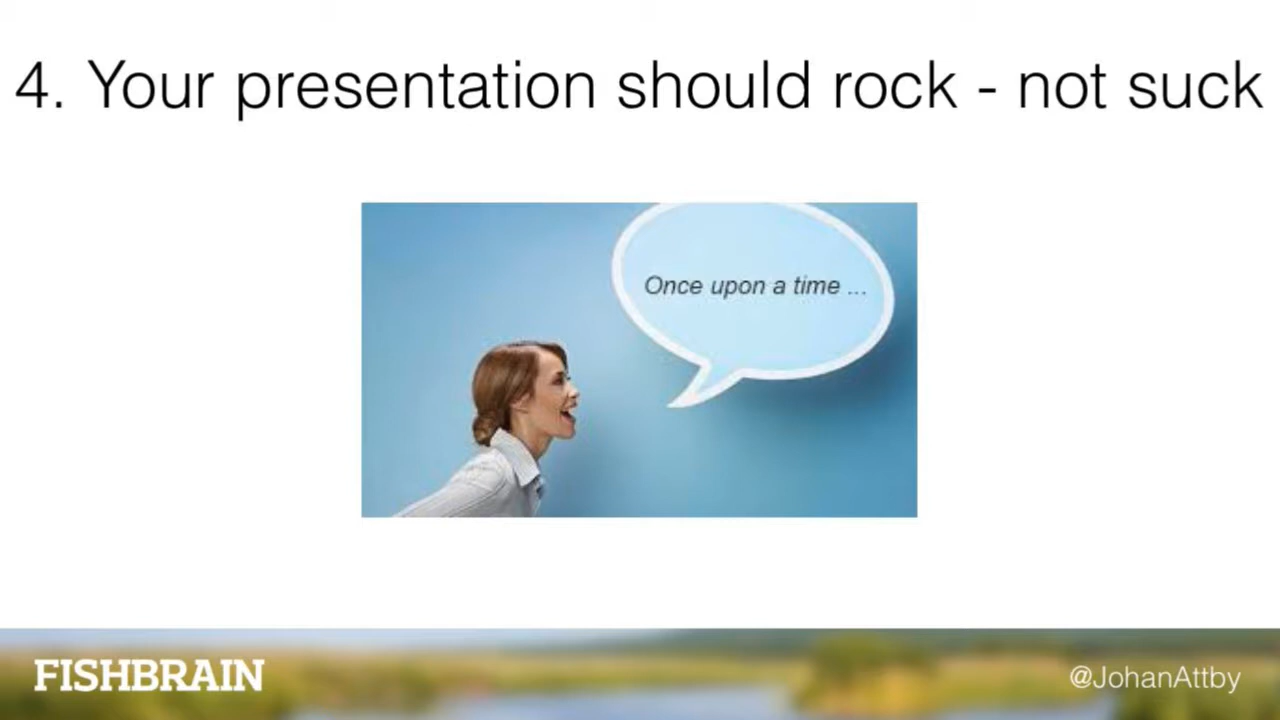 4. Your presentation should rock - not suck
Once upon a time ...
FISHBRAIN
@JohanAttby